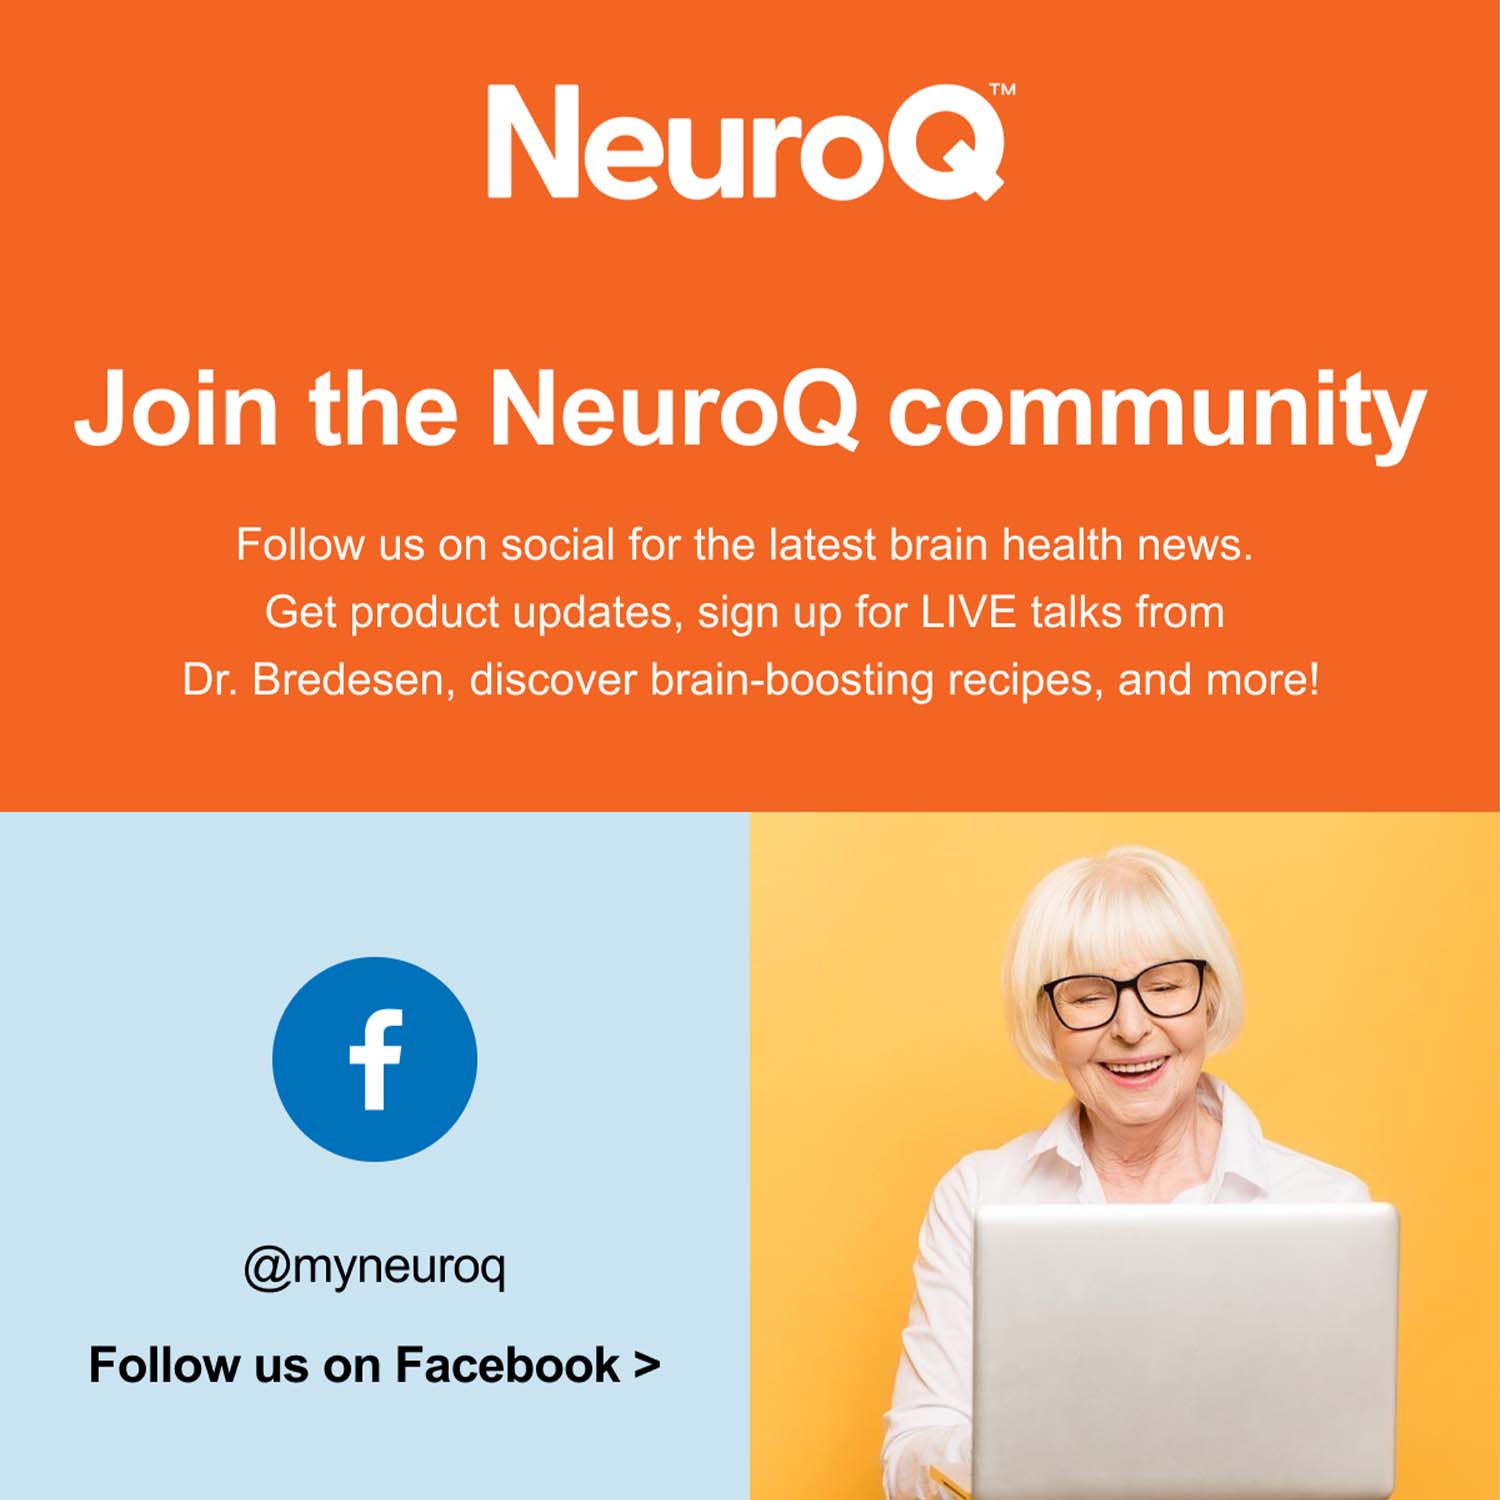 NeuroQ™
Join the NeuroQ community
Follow us on social for the latest brain health news.
Get product updates, sign up for LIVE talks from
Dr. Bredesen, discover brain-boosting recipes, and more!
f
@myneuroq
Follow us on Facebook >